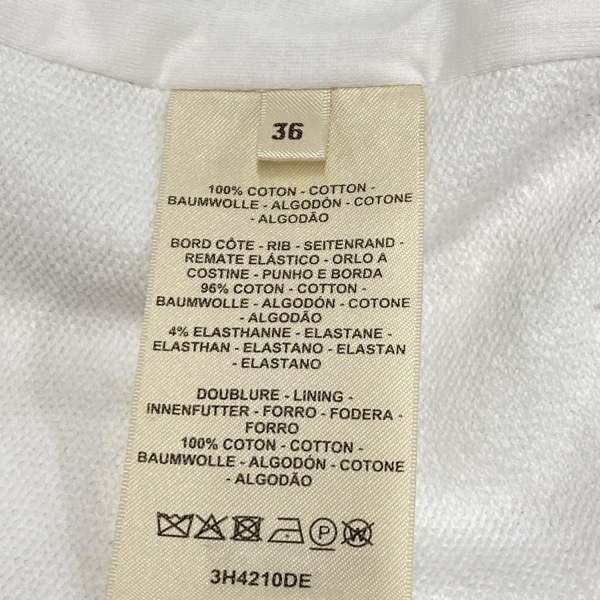 36
100% COTON - COTTON -
BAUMWOLLE - ALGODÓN - COTONE
- ALGODÃO
BORD CÔTE - RIB - SEITENRAND -
REMATE ELÁSTICO - ORLO A
COSTINE - PUNHO E BORDA
96% COTON - COTTON -
BAUMWOLLE - ALGODÓN - COTONE
- ALGODÃO
4% ELASTHANNE - ELASTANE -
ELASTHAN - ELASTANO - ELASTAN
- ELASTANO
DOUBLURE - LINING -
INNENFUTTER - FORRO - FODERA -
FORRO
100% COTON - COTTON -
BAUMWOLLE - ALGODÓN - COTONE
- ALGODÃO
P W
3H4210DE